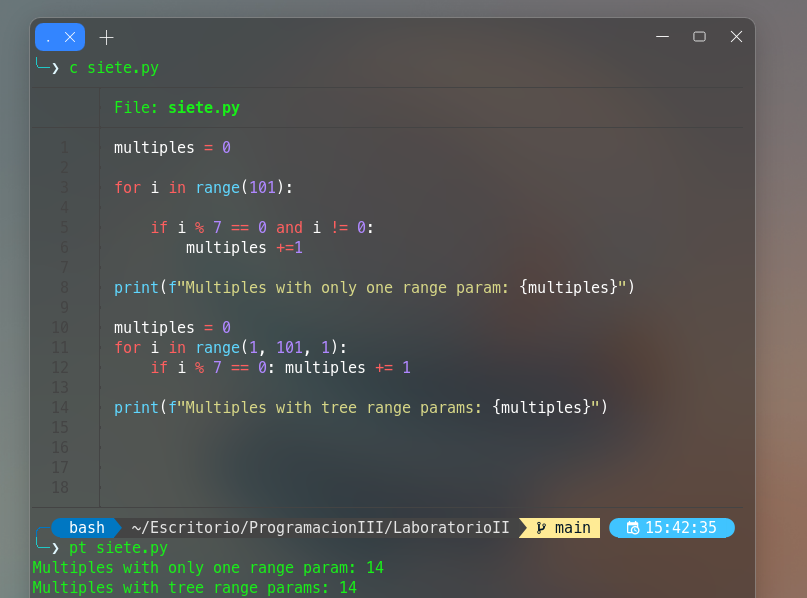 .
❯ c siete.py
File: siete.py
1 multiples = 0
2
3 for i in range(101):
4
5 if i % 7 == 0 and i != 0:
6 multiples +=1
7
8 print(f"Multiples with only one range param: {multiples}")
9
10 multiples = 0
11 for i in range(1, 101, 1):
12 if i % 7 == 0: multiples += 1
13
14 print(f"Multiples with tree range params: {multiples}")
15
16
17
18
bash ~/Escritorio/ProgramacionIII/LaboratorioII main 15:42:35
❯ pt siete.py
Multiples with only one range param: 14
Multiples with tree range params: 14